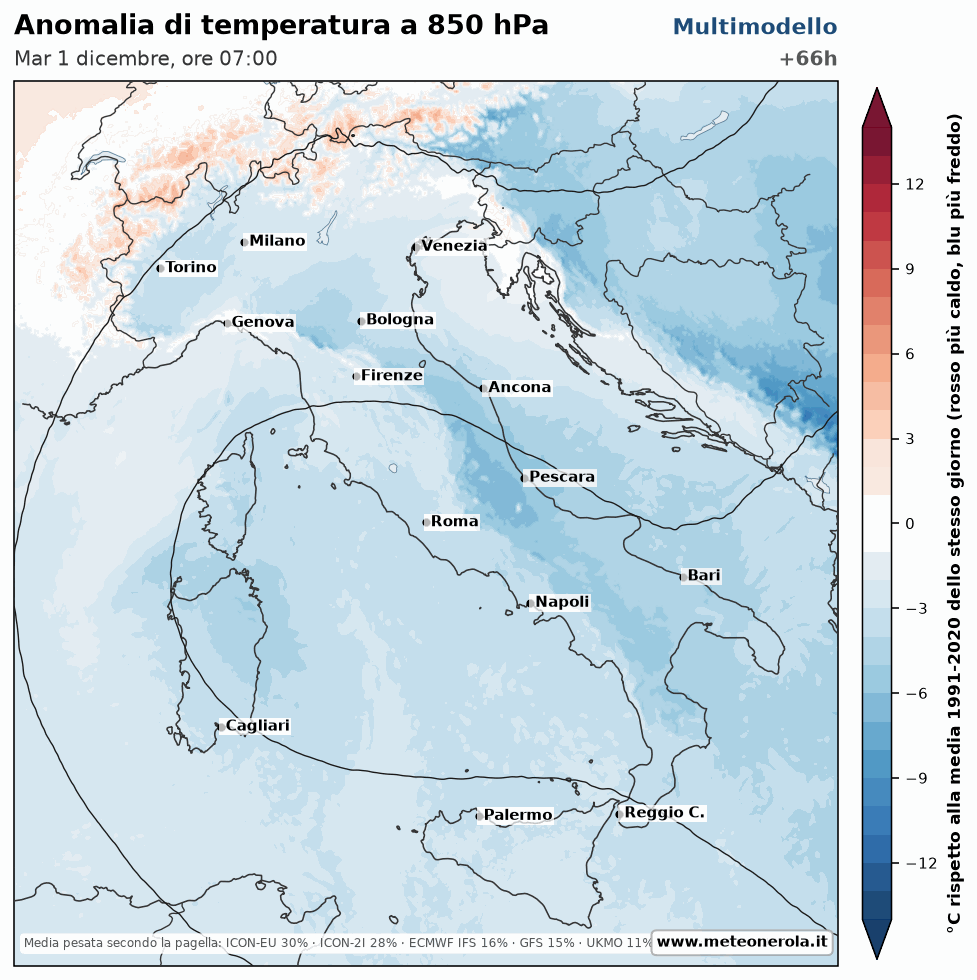 Anomalia di temperatura a 850 hPa
Multimodello
Mar 1 dicembre, ore 07:00
+66h
Milano
Venezia
Torino
Genova
Bologna
Firenze
Ancona
Pescara
Roma
Bari
Napoli
Cagliari
Palermo
Reggio C.
12
9
6
3
0
−3
−6
−9
−12
°C rispetto alla media 1991-2020 dello stesso giorno (rosso più caldo, blu più freddo)
Media pesata secondo la pagella: ICON-EU 30% · ICON-2I 28% · ECMWF IFS 16% · GFS 15% · UKMO 11%
www.meteonerola.it